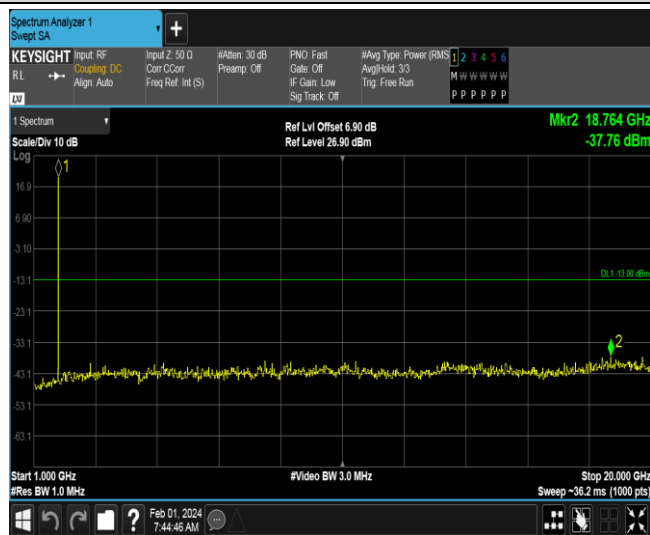 Spectrum Analyzer 1
Swept SA
+
KEYSIGHT
RL
LXI
Input: RF
Coupling: DC
Align: Auto
Input Z: 50 Ω
Corr CCorr
Freq Ref: Int (S)
#Atten: 30 dB
Preamp: Off
PNO: Fast
Gate: Off
IF Gain: Low
Sig Track: Off
#Avg Type: Power (RMS
Avg|Hold: 3/3
Trig: Free Run
1 2 3 4 5 6
M W W W W W
P P P P P P
1 Spectrum
Scale/Div 10 dB
Ref Lvl Offset 6.90 dB
Ref Level 26.90 dBm
Mkr2 18.764 GHz
-37.76 dBm
Log
1
16.9
6.90
-3.10
-13.1
DL1 -13.00 dBm
-23.1
-33.1
2
-43.1
-53.1
-63.1
Start 1.000 GHz
#Res BW 1.0 MHz
#Video BW 3.0 MHz
Stop 20.000 GHz
Sweep ~36.2 ms (1000 pts)
?
Feb 01, 2024
7:44:46 AM